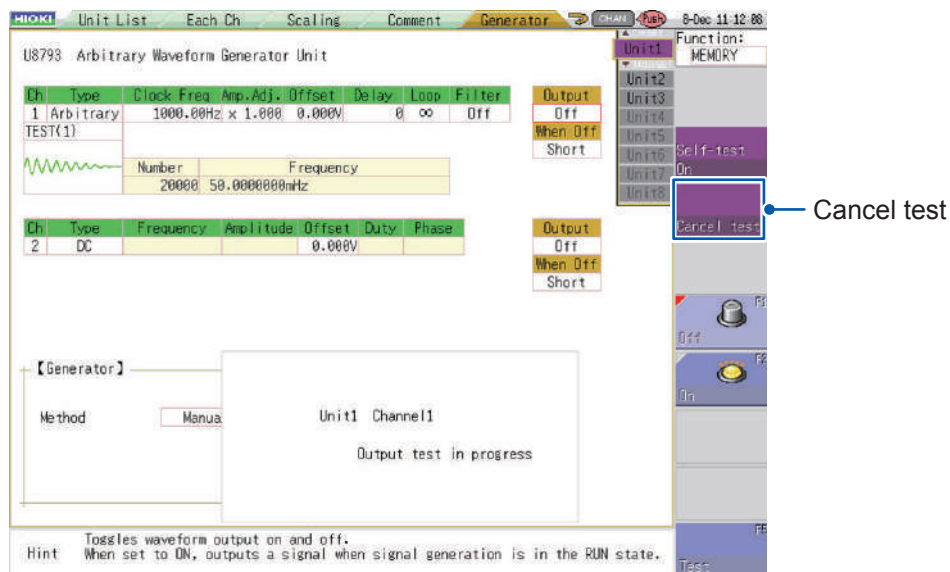 HIOKI Unit List Each Ch Scaling Comment Generator CHAN Push 8-Dec 11 12 08
Function:
MEMORY
U8793 Arbitrary Waveform Generator Unit
Unit1
Unit2
Unit3
Unit4
Unit5
Unit6
Unit7
Unit8
Ch Type Clock Freq Amp.Adj. Offset Delay Loop Filter Output
1 Arbitrary 1000.00Hz x 1.000 0.000V 0 ∞ Off Off
TEST(1) When Off
Short
Number Frequency
20000 50.0000000mHz
Self-test
On
Cancel test
Cancel test
Ch Type Frequency Amplitude Offset Duty Phase Output
2 DC 0.000V Off
When Off
Short
F1
Off
F2
On
【Generator】
Method Manua
Unit1 Channel1
Output test in progress
F5
Test
Toggles waveform output on and off.
Hint When set to ON, outputs a signal when signal generation is in the RUN state.